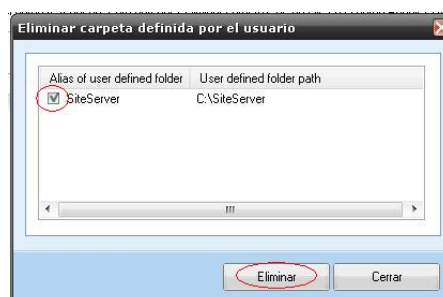 Eliminar carpeta definida por el usuario
Alias of user defined folder User defined folder path
SiteServer C:\SiteServer
Eliminar Cerrar